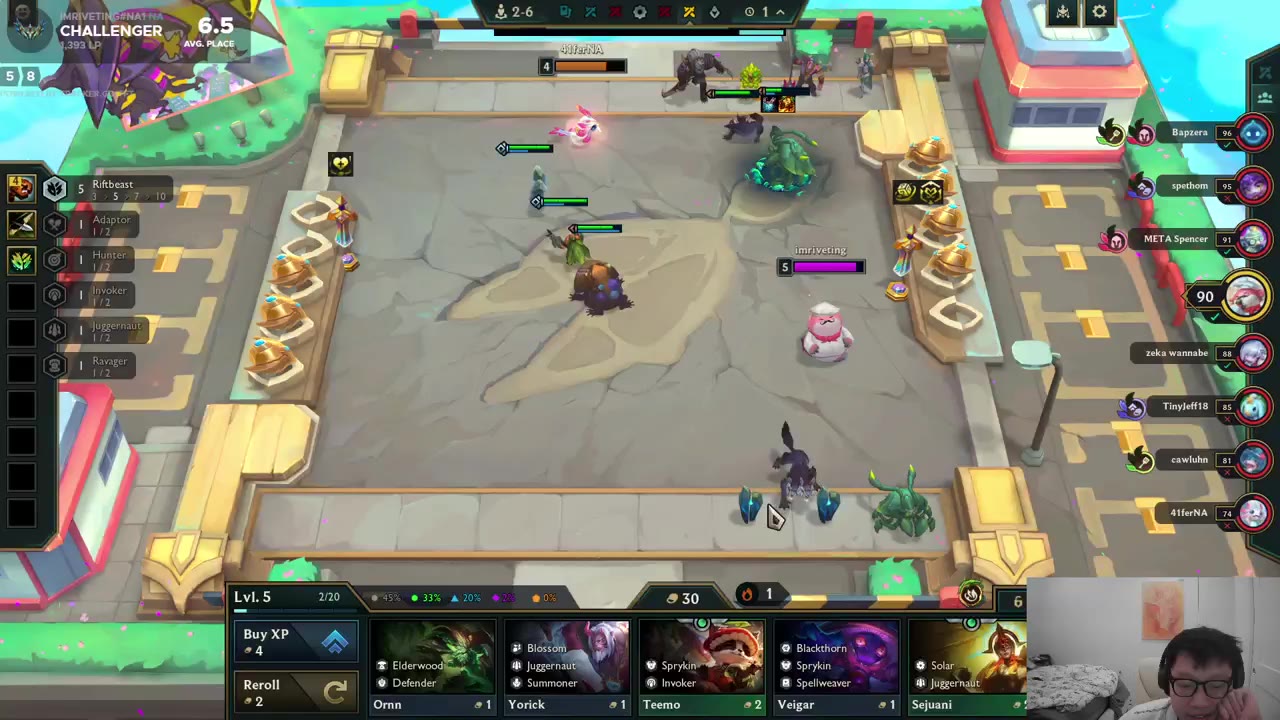 IMRIVETING#NA1 NA
CHALLENGER
1,393 LP
6.5
AVG. PLACE
5 8
2-6
1
41ferNA
4
imriveting
5
5 Riftbeast
3 > 5 > 7 > 10
1 Adaptor
1 / 2
1 Hunter
1 / 2
1 Invoker
1 / 2
1 Juggernaut
1 / 2
1 Ravager
1 / 2
Bapzera 96
spethom 95
META Spencer 91
90
zeka wannabe 88
TinyJeff18 85
cawluhn 81
41ferNA 74
Lvl. 5 2/20
45% 33% 20% 2% 0%
30
1
6
Buy XP
4
Reroll
2
Elderwood
Defender
Ornn 1
Blossom
Juggernaut
Summoner
Yorick 1
Sprykin
Invoker
Teemo 2
Blackthorn
Sprykin
Spellweaver
Veigar 1
Solar
Juggernaut
Sejuani